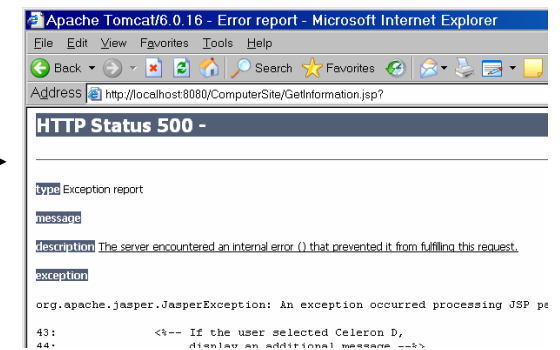 Apache Tomcat/6.0.16 - Error report - Microsoft Internet Explorer
File Edit View Favorites Tools Help
Back Search Favorites
Address http://localhost:8080/ComputerSite/GetInformation.jsp?
HTTP Status 500 -
type Exception report
message
description The server encountered an internal error () that prevented it from fulfilling this request.
exception
org.apache.jasper.JasperException: An exception occurred processing JSP pa
43: <%-- If the user selected Celeron D,
44: display an additional message --%>